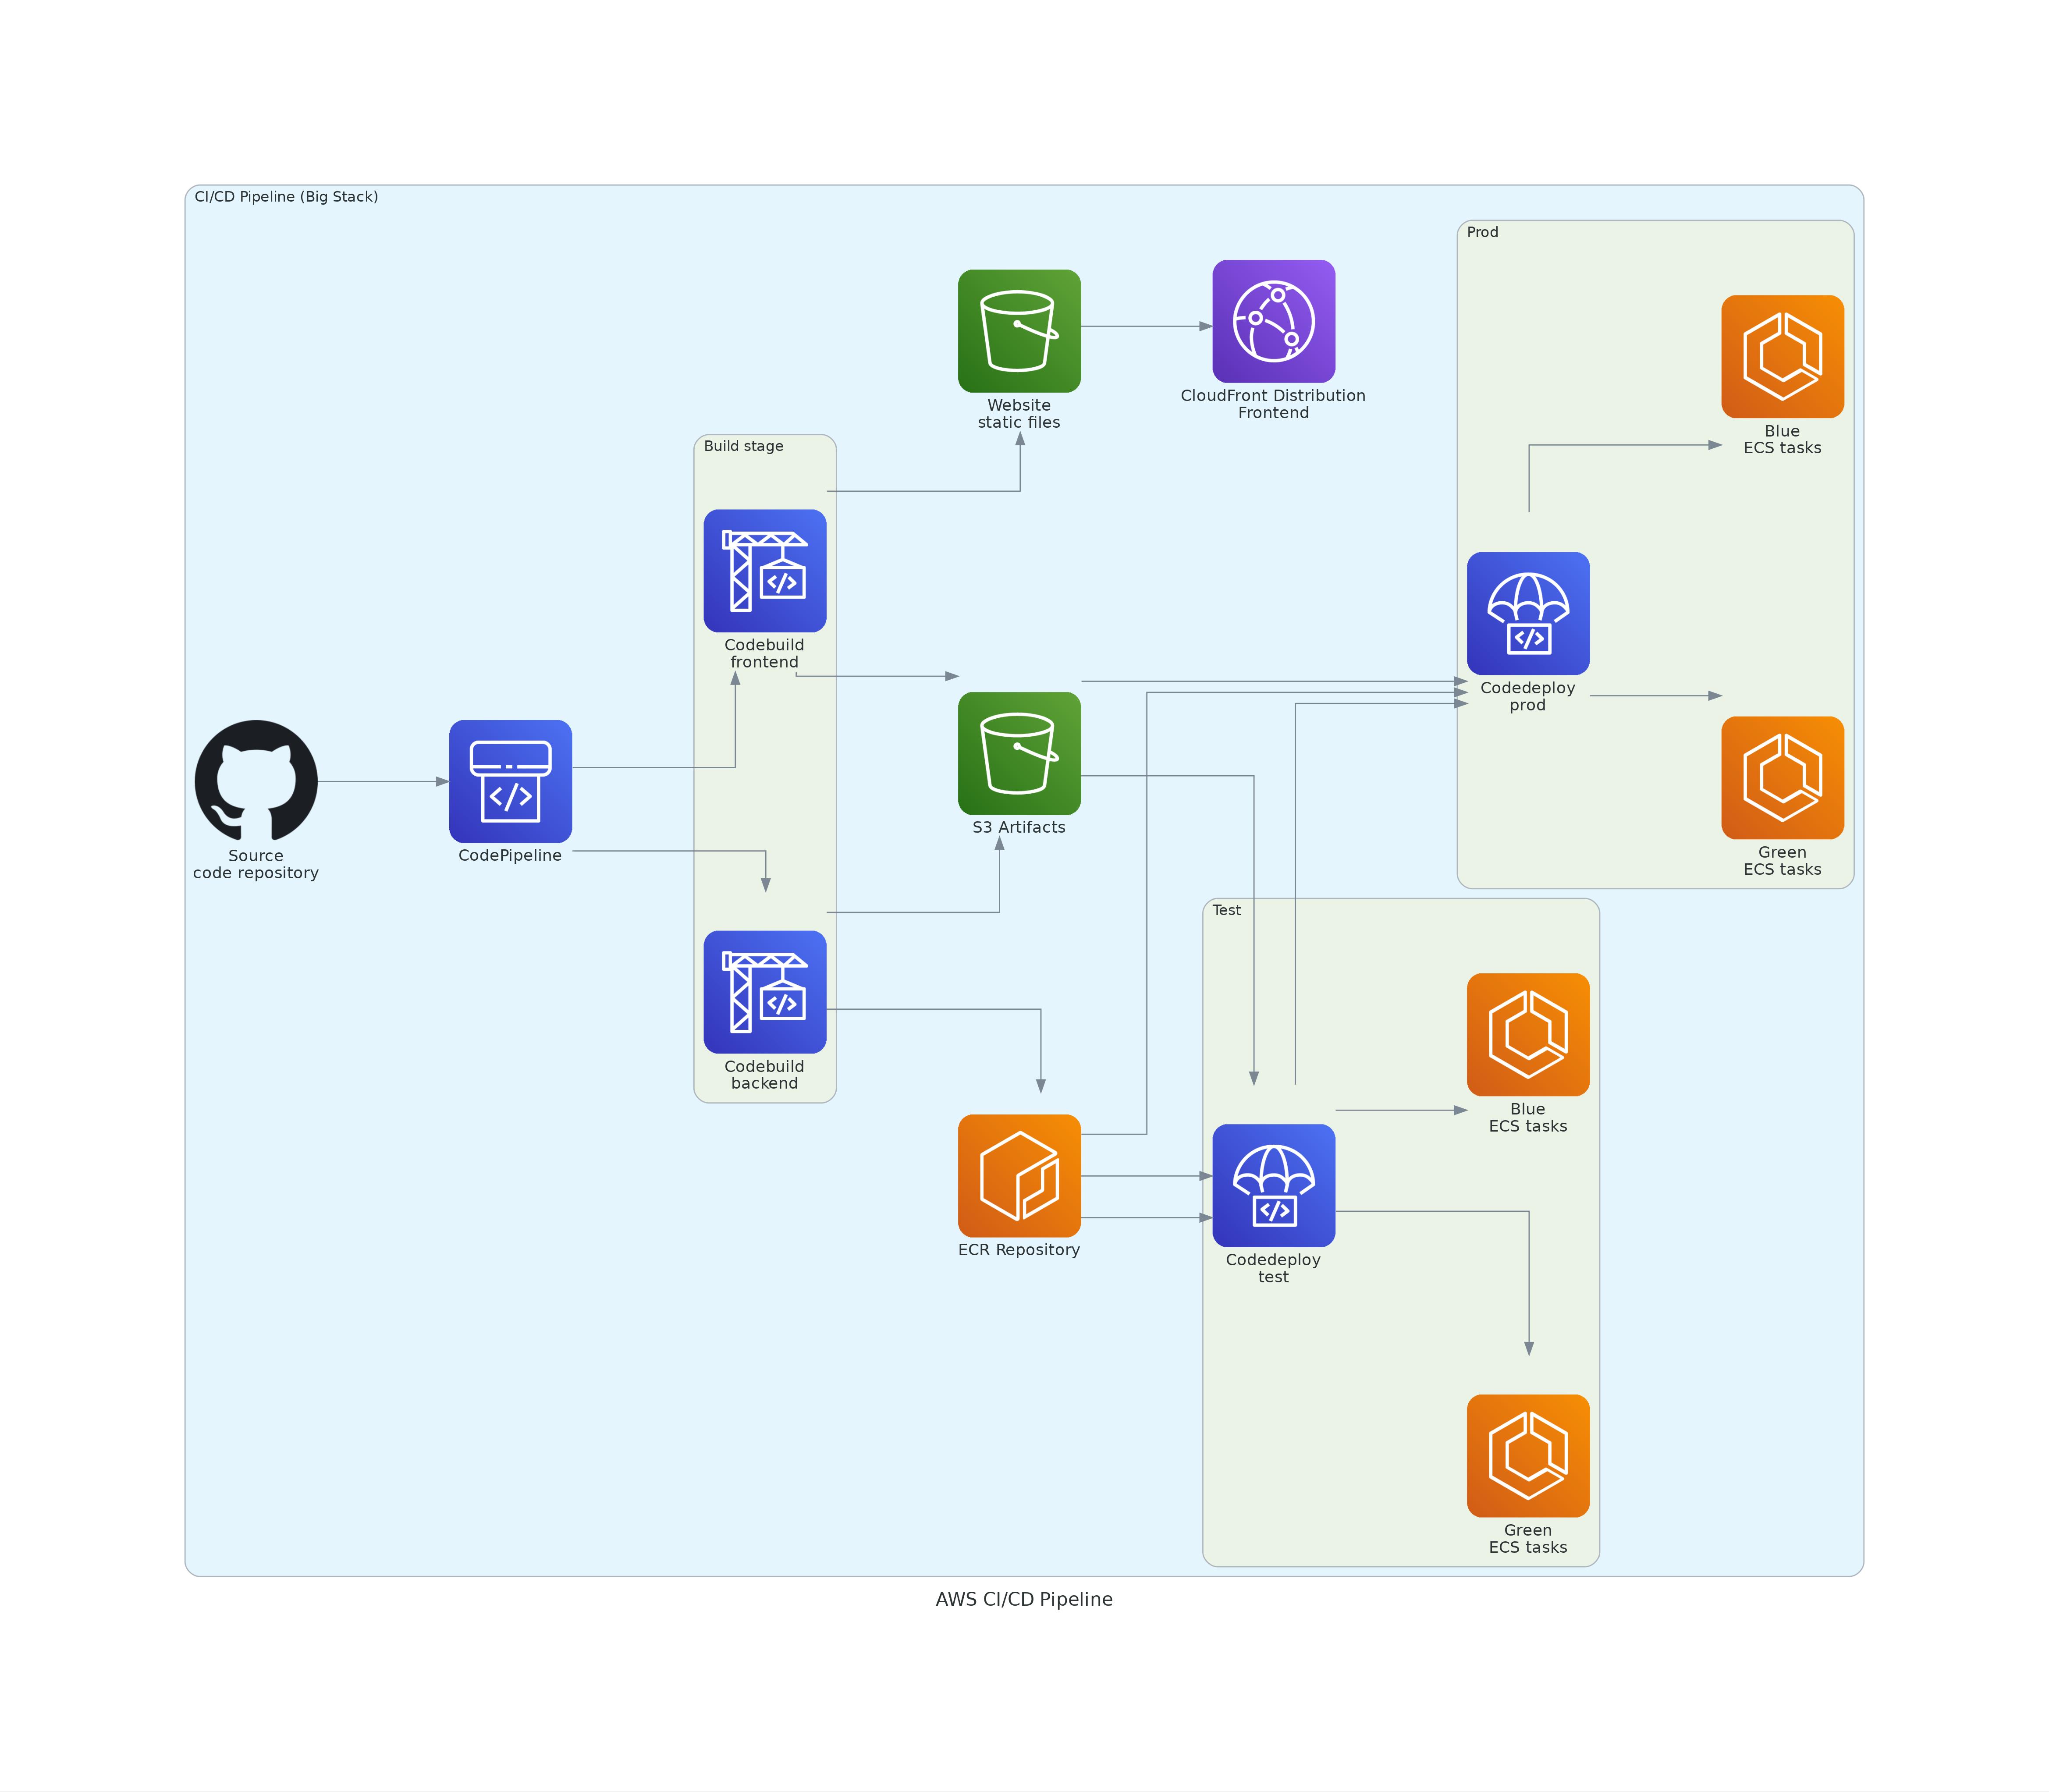 CI/CD Pipeline (Big Stack)
Prod
Website
static files
CloudFront Distribution
Frontend
Blue
ECS tasks
Build stage
Codebuild
frontend
Codedeploy
prod
S3 Artifacts
Source
code repository
CodePipeline
Green
ECS tasks
Test
Codebuild
backend
Blue
ECS tasks
ECR Repository
Codedeploy
test
Green
ECS tasks
AWS CI/CD Pipeline